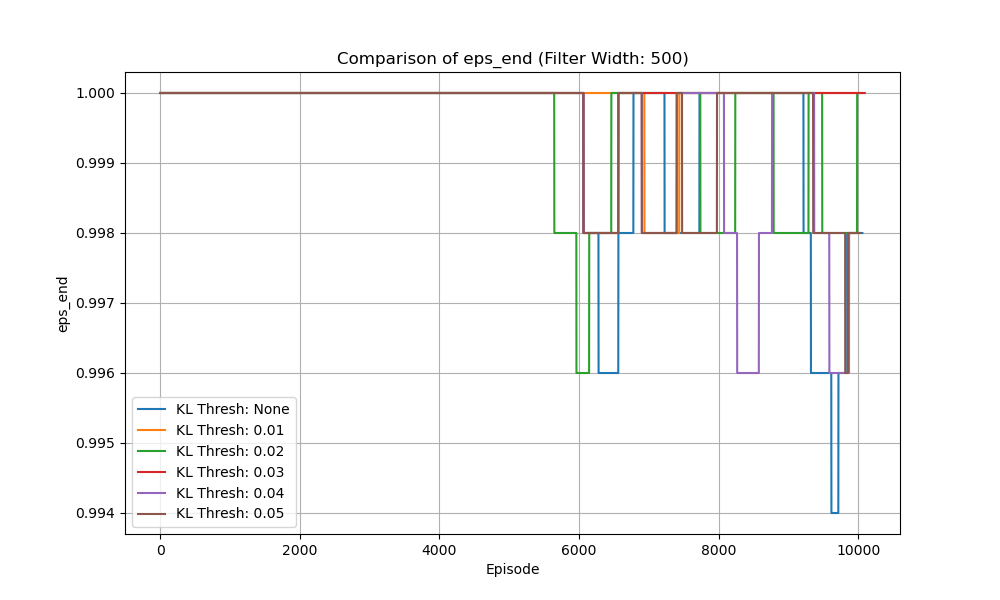 Comparison of eps_end (Filter Width: 500)
1.000
0.999
0.998
0.997
0.996
0.995
0.994
eps_end
KL Thresh: None
KL Thresh: 0.01
KL Thresh: 0.02
KL Thresh: 0.03
KL Thresh: 0.04
KL Thresh: 0.05
0 2000 4000 6000 8000 10000
Episode